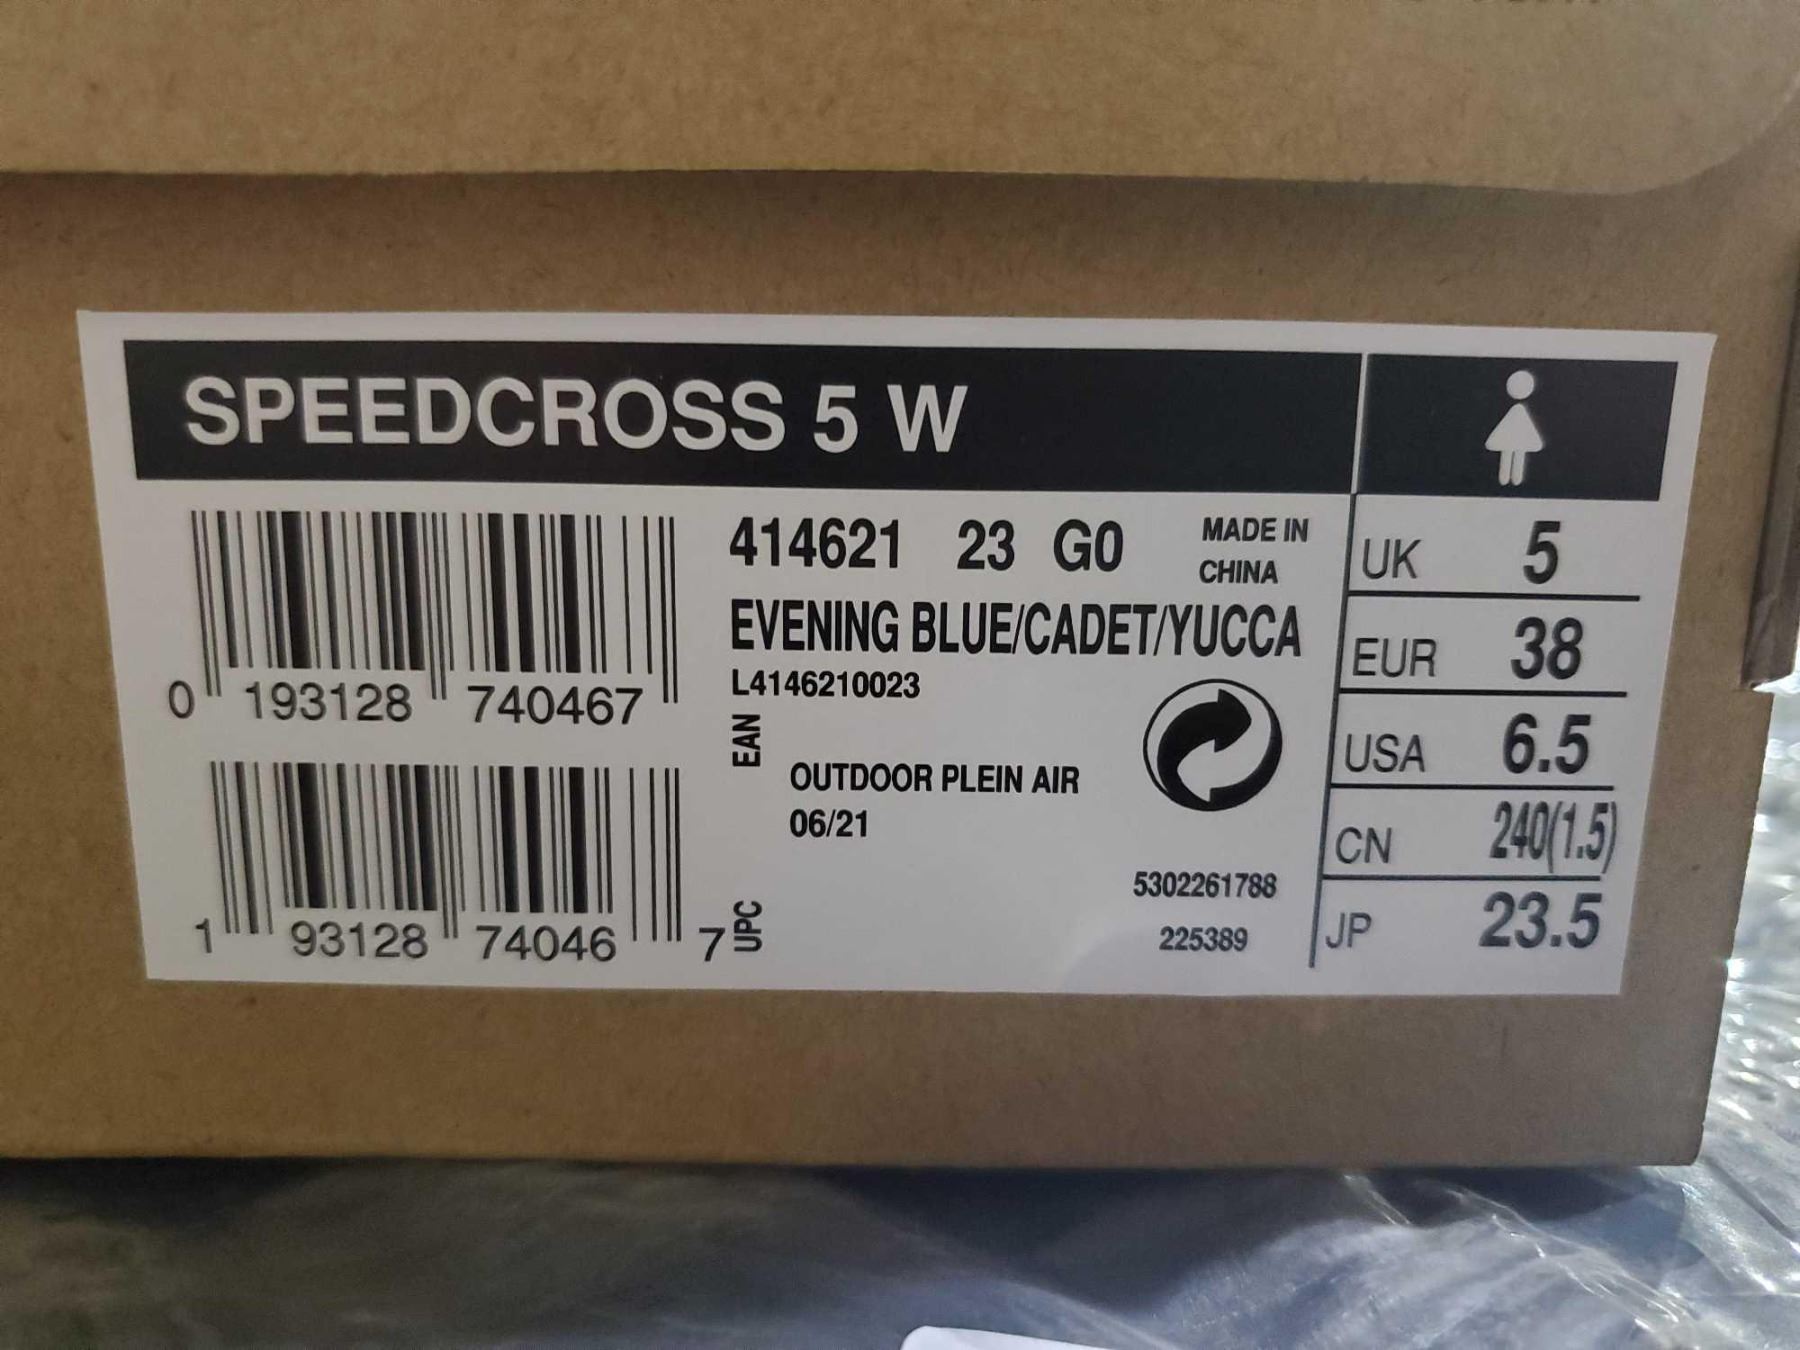 SPEEDCROSS 5 W
414621 23 G0
MADE IN
CHINA
EVENING BLUE/CADET/YUCCA
L4146210023
0 193128 740467
EAN
OUTDOOR PLEIN AIR
06/21
1 93128 74046 7
UPC
5302261788
225389
UK 5
EUR 38
USA 6.5
CN 240(1.5)
JP 23.5